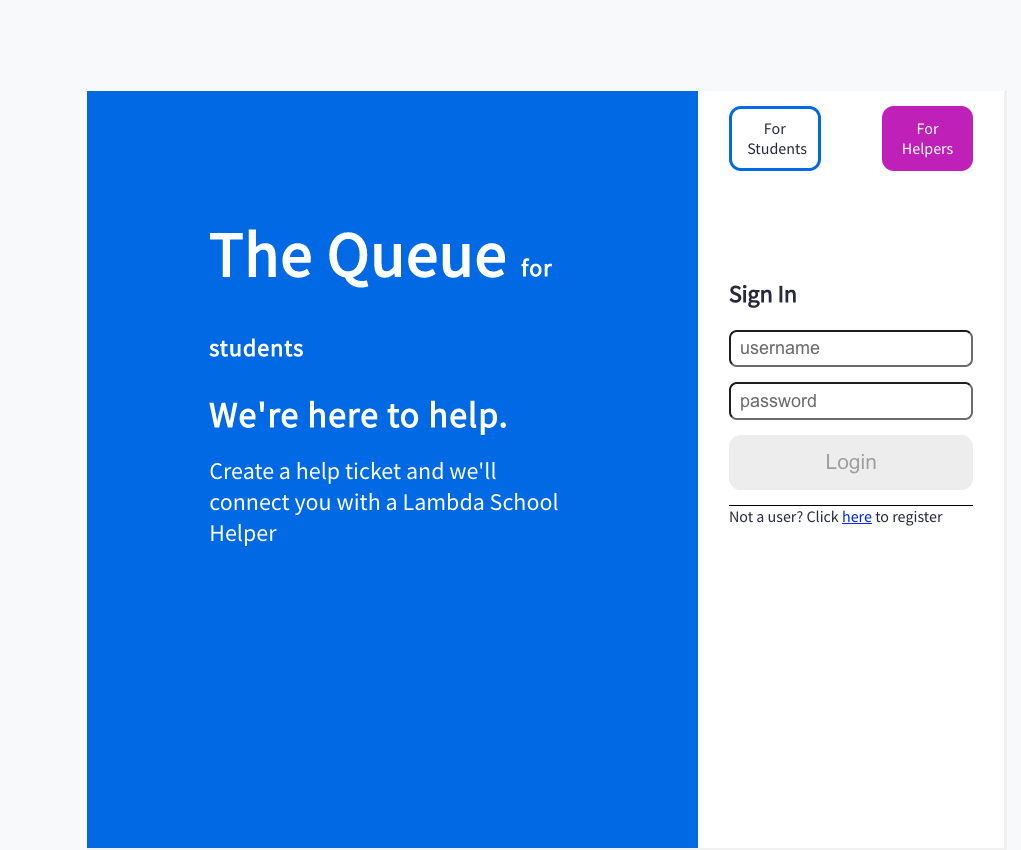 The Queue for
students
We're here to help.
Create a help ticket and we'll
connect you with a Lambda School
Helper
For
Students
For
Helpers
Sign In
username
password
Login
Not a user? Click here to register